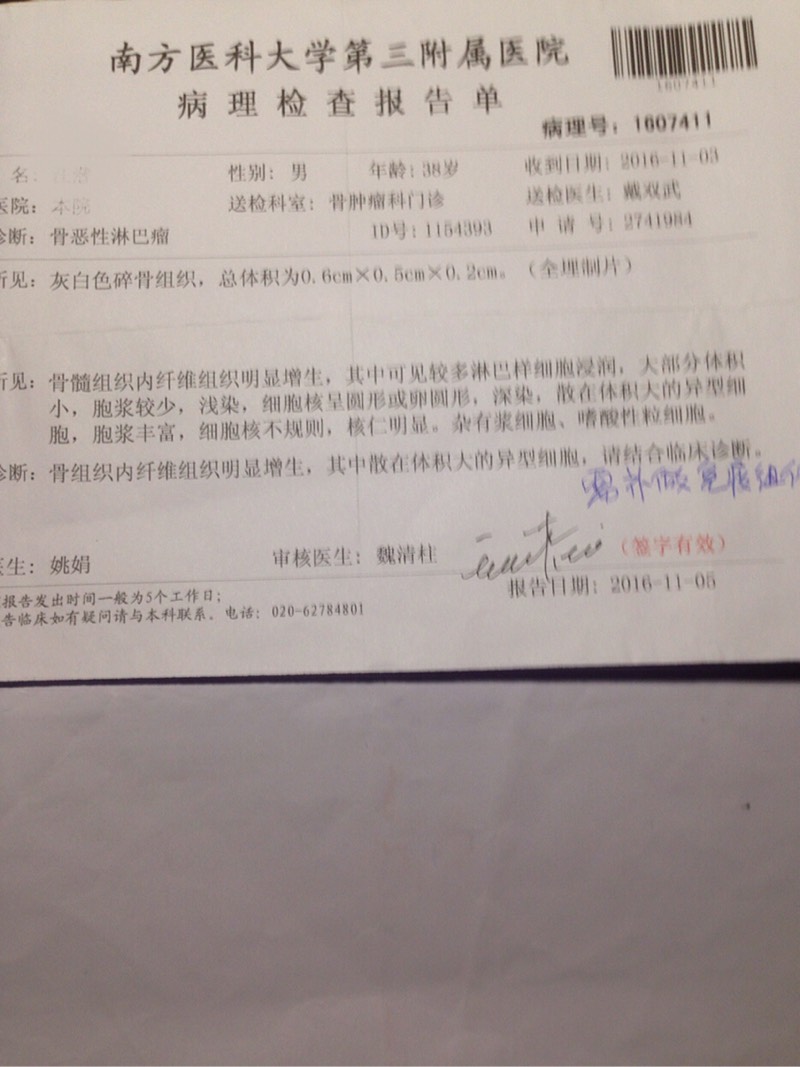 南方医科大学第三附属医院
病理检查报告单
1607411
病理号：1607411
名： 性别：男 年龄：38岁 收到日期：2016-11-03
医院：本院 送检科室：骨肿瘤科门诊 送检医生：戴双武
诊断：骨恶性淋巴瘤 ID号：1154393 申 请 号：2741984
所见：灰白色碎骨组织，总体积为0.6cm×0.5cm×0.2cm。（全埋制片）
所见：骨髓组织内纤维组织明显增生，其中可见较多淋巴样细胞浸润，大部分体积
小，胞浆较少，浅染，细胞核呈圆形或卵圆形，深染，散在体积大的异型细
胞，胞浆丰富，细胞核不规则，核仁明显。杂有浆细胞、嗜酸性粒细胞。
诊断：骨组织内纤维组织明显增生，其中散在体积大的异型细胞，请结合临床诊断。
需补做免疫组化
医生：姚娟 审核医生：魏清柱 （签字有效）
报告日期：2016-11-05
报告发出时间一般为5个工作日；
告临床如有疑问请与本科联系。电话：020-62784801